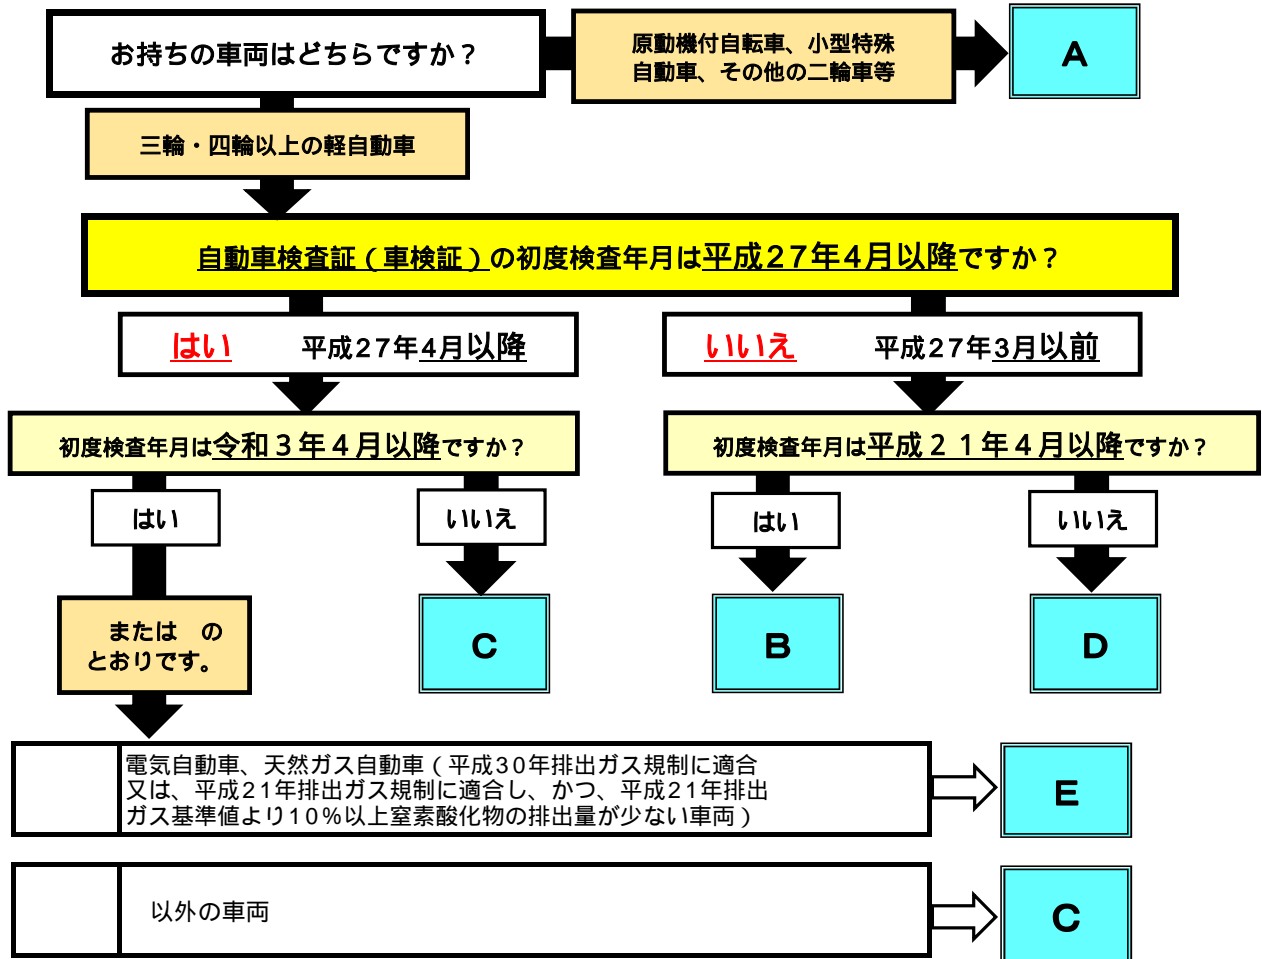 お持ちの車両はどちらですか？
原動機付自転車、小型特殊
自動車、その他の二輪車等
A
三輪・四輪以上の軽自動車
自動車検査証（車検証）の初度検査年月は平成27年4月以降ですか？
はい　平成27年4月以降
いいえ　平成27年3月以前
初度検査年月は令和３年４月以降ですか？
初度検査年月は平成２１年４月以降ですか？
はい
いいえ
はい
いいえ
または　の
とおりです。
C
B
D
電気自動車、天然ガス自動車（平成30年排出ガス規制に適合
又は、平成21年排出ガス規制に適合し、かつ、平成21年排出
ガス基準値より10％以上窒素酸化物の排出量が少ない車両）
E
以外の車両
C